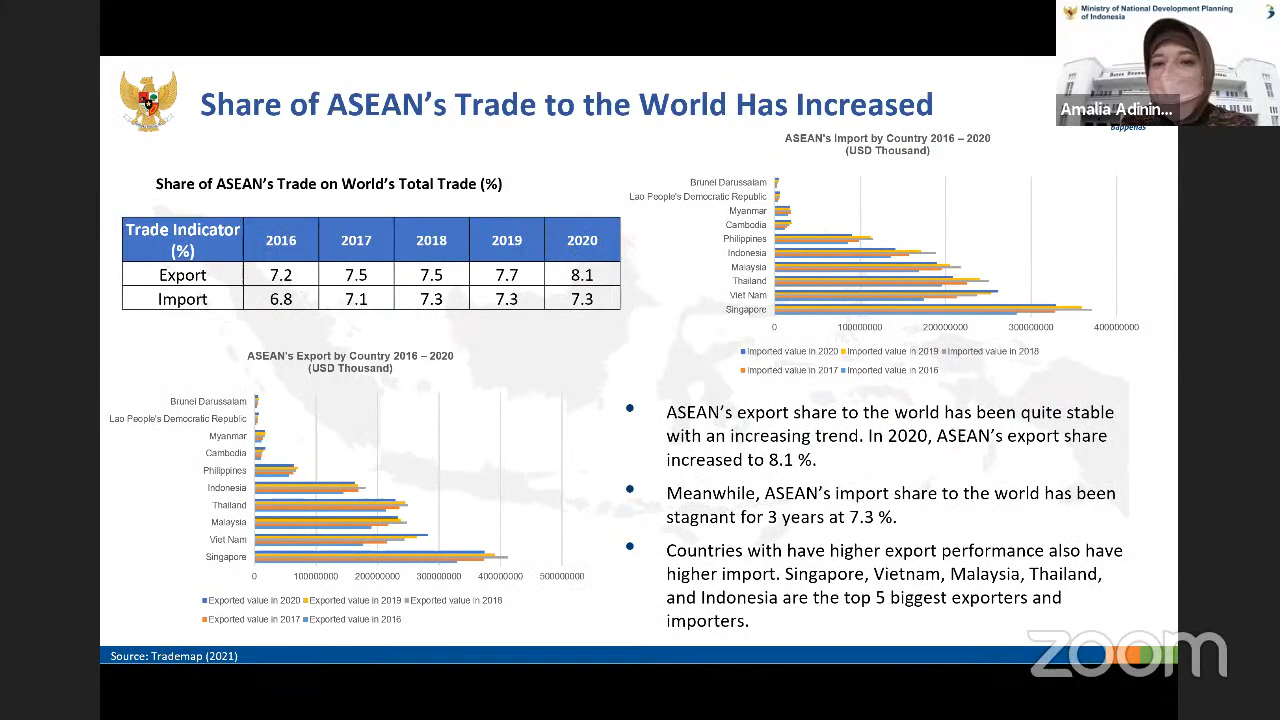 Ministry of National Development Planning
of Indonesia
Amalia Adinin...
Bappenas
Share of ASEAN's Trade to the World Has Increased
Share of ASEAN's Trade on World's Total Trade (%)
Trade Indicator (%) 2016 2017 2018 2019 2020
Export 7.2 7.5 7.5 7.7 8.1
Import 6.8 7.1 7.3 7.3 7.3
ASEAN's Import by Country 2016 – 2020
(USD Thousand)
Brunei Darussalam
Lao People's Democratic Republic
Myanmar
Cambodia
Philippines
Indonesia
Malaysia
Thailand
Viet Nam
Singapore
0 100000000 200000000 300000000 400000000
Imported value in 2020 Imported value in 2019 Imported value in 2018
Imported value in 2017 Imported value in 2016
ASEAN's Export by Country 2016 – 2020
(USD Thousand)
Brunei Darussalam
Lao People's Democratic Republic
Myanmar
Cambodia
Philippines
Indonesia
Thailand
Malaysia
Viet Nam
Singapore
0 100000000 200000000 300000000 400000000 500000000
Exported value in 2020 Exported value in 2019 Exported value in 2018
Exported value in 2017 Exported value in 2016
• ASEAN's export share to the world has been quite stable
with an increasing trend. In 2020, ASEAN's export share
increased to 8.1 %.
• Meanwhile, ASEAN's import share to the world has been
stagnant for 3 years at 7.3 %.
• Countries with have higher export performance also have
higher import. Singapore, Vietnam, Malaysia, Thailand,
and Indonesia are the top 5 biggest exporters and
importers.
Source: Trademap (2021)
zoom